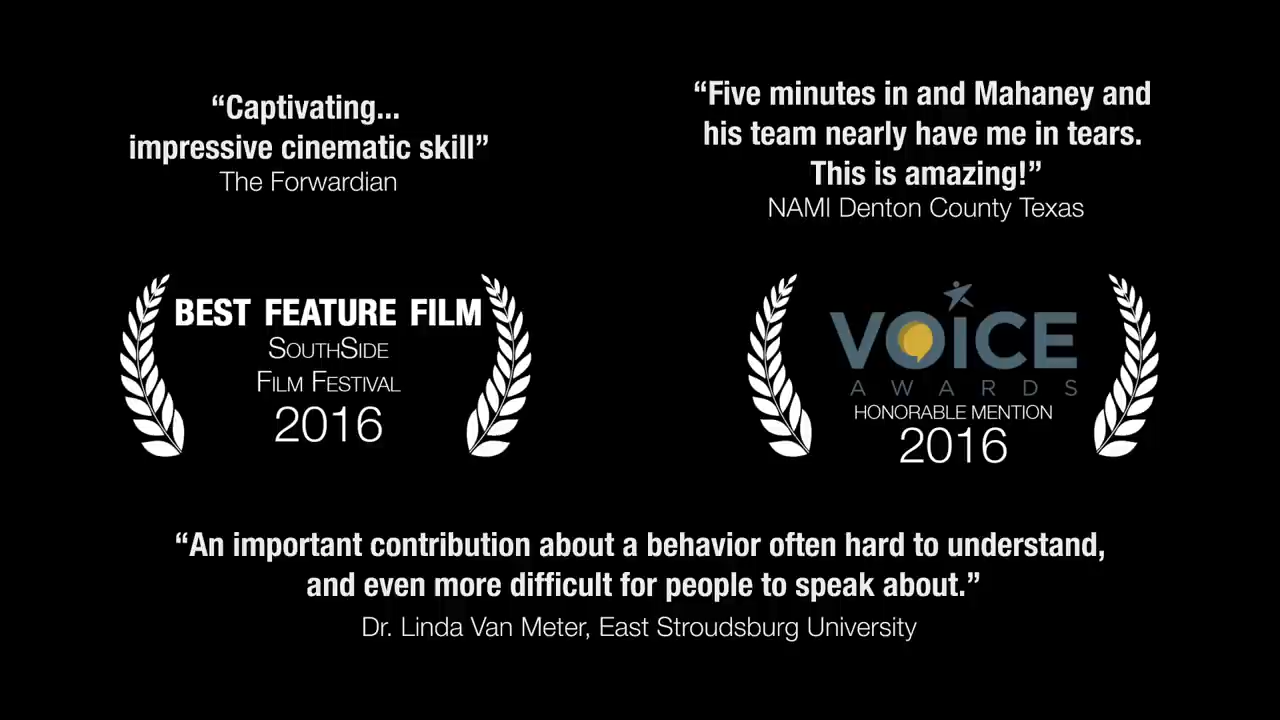 “Captivating...
impressive cinematic skill”
The Forwardian
“Five minutes in and Mahaney and
his team nearly have me in tears.
This is amazing!”
NAMI Denton County Texas
BEST FEATURE FILM
SOUTHSIDE
FILM FESTIVAL
2016
VOICE
AWARDS
HONORABLE MENTION
2016
“An important contribution about a behavior often hard to understand,
and even more difficult for people to speak about.”
Dr. Linda Van Meter, East Stroudsburg University